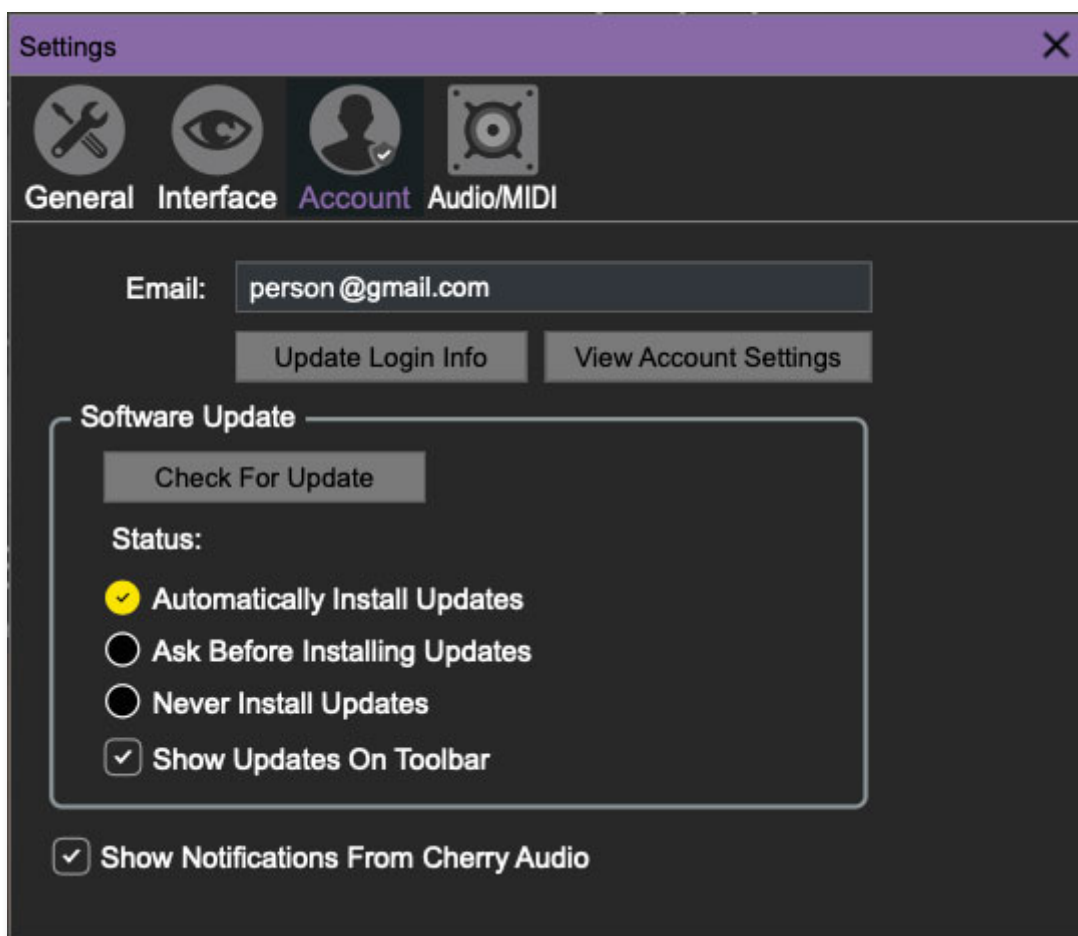 Settings
General Interface Account Audio/MIDI
Email: person@gmail.com
Update Login Info View Account Settings
Software Update
Check For Update
Status:
Automatically Install Updates
Ask Before Installing Updates
Never Install Updates
Show Updates On Toolbar
Show Notifications From Cherry Audio